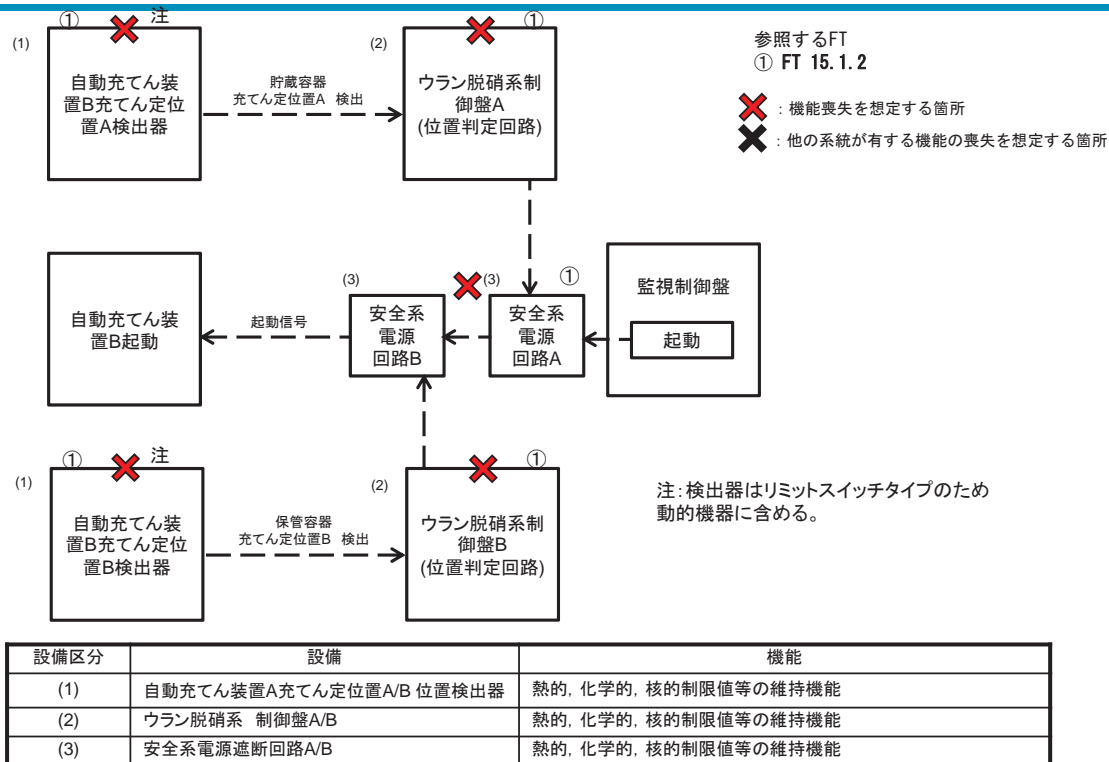 ① 注
(1)
自動充てん装
置B充てん定位
置A検出器
貯蔵容器
充てん定位置A 検出
①
(2)
ウラン脱硝系制
御盤A
(位置判定回路)
参照するFT
① FT 15.1.2
：機能喪失を想定する箇所
：他の系統が有する機能の喪失を想定する箇所
自動充てん装
置B起動
起動信号
(3)
安全系
電源
回路B
(3)
①
安全系
電源
回路A
監視制御盤
起動
① 注
(1)
自動充てん装
置B充てん定位
置B検出器
保管容器
充てん定位置B 検出
①
(2)
ウラン脱硝系制
御盤B
(位置判定回路)
注：検出器はリミットスイッチタイプのため
動的機器に含める。
設備区分 設備 機能
(1) 自動充てん装置A充てん定位置A/B 位置検出器 熱的，化学的，核的制限値等の維持機能
(2) ウラン脱硝系 制御盤A/B 熱的，化学的，核的制限値等の維持機能
(3) 安全系電源遮断回路A/B 熱的，化学的，核的制限値等の維持機能